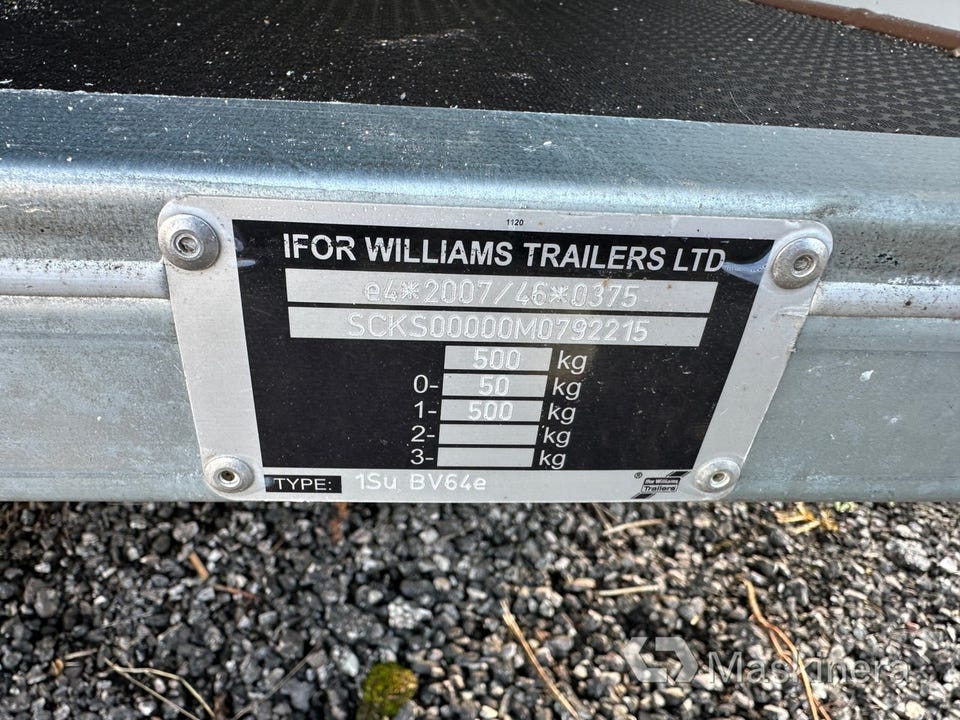 1120
IFOR WILLIAMS TRAILERS LTD
e4*2007/46*0375
SCKS00000M0792215
500 kg
0- 50 kg
1- 500 kg
2- kg
3- kg
TYPE: 1Su BV64e
® Ifor Williams
Trailers
Maskinera